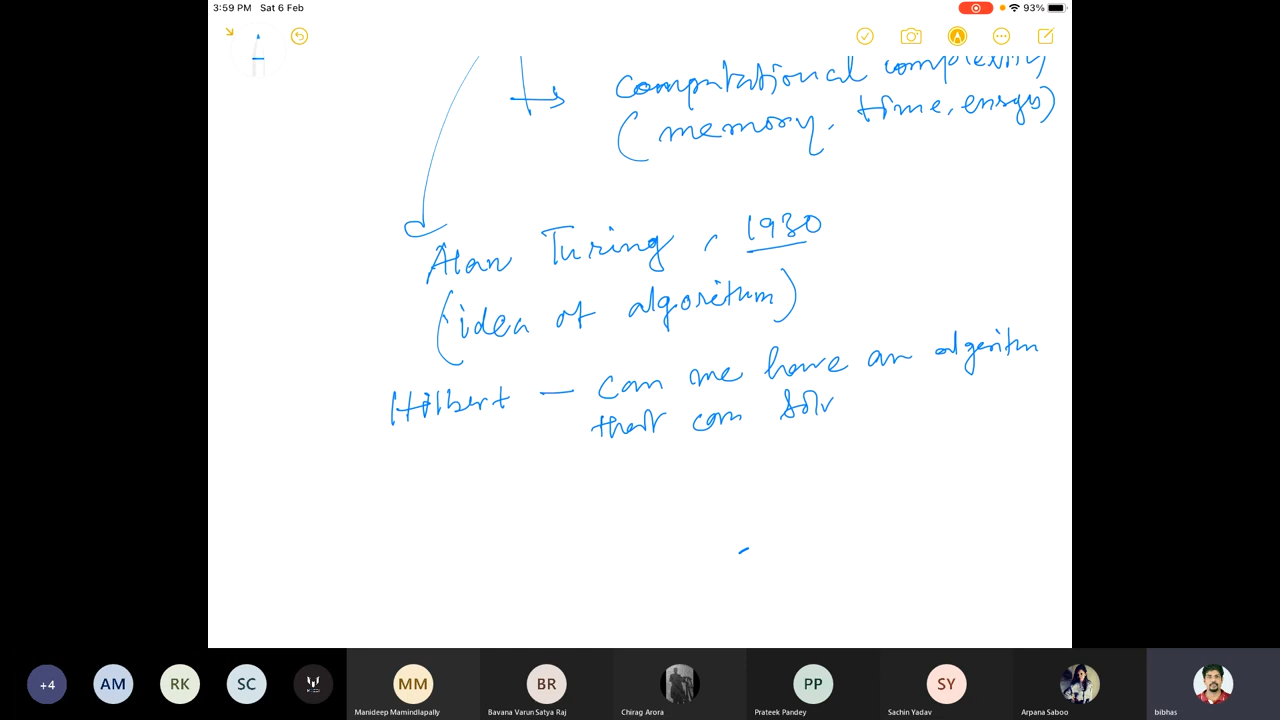 3:59 PM Sat 6 Feb
93%
computational complexity
(memory, time, energy)
Alan Turing, 1930
(idea of algorithm)
Hilbert — can we have an algorithm
that can solv
+4
AM
RK
SC
MM
BR
PP
SY
Manideep Mamindlapally
Bavana Varun Satya Raj
Chirag Arora
Prateek Pandey
Sachin Yadav
Arpana Saboo
bibhas